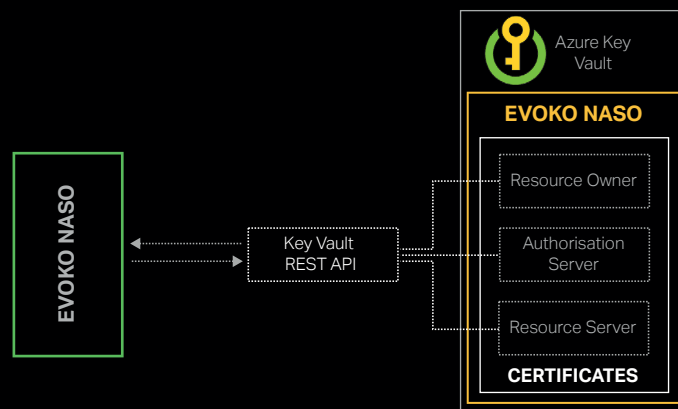 Azure Key
Vault
EVOKO NASO
Resource Owner
Authorisation
Server
Resource Server
CERTIFICATES
Key Vault
REST API
EVOKO NASO